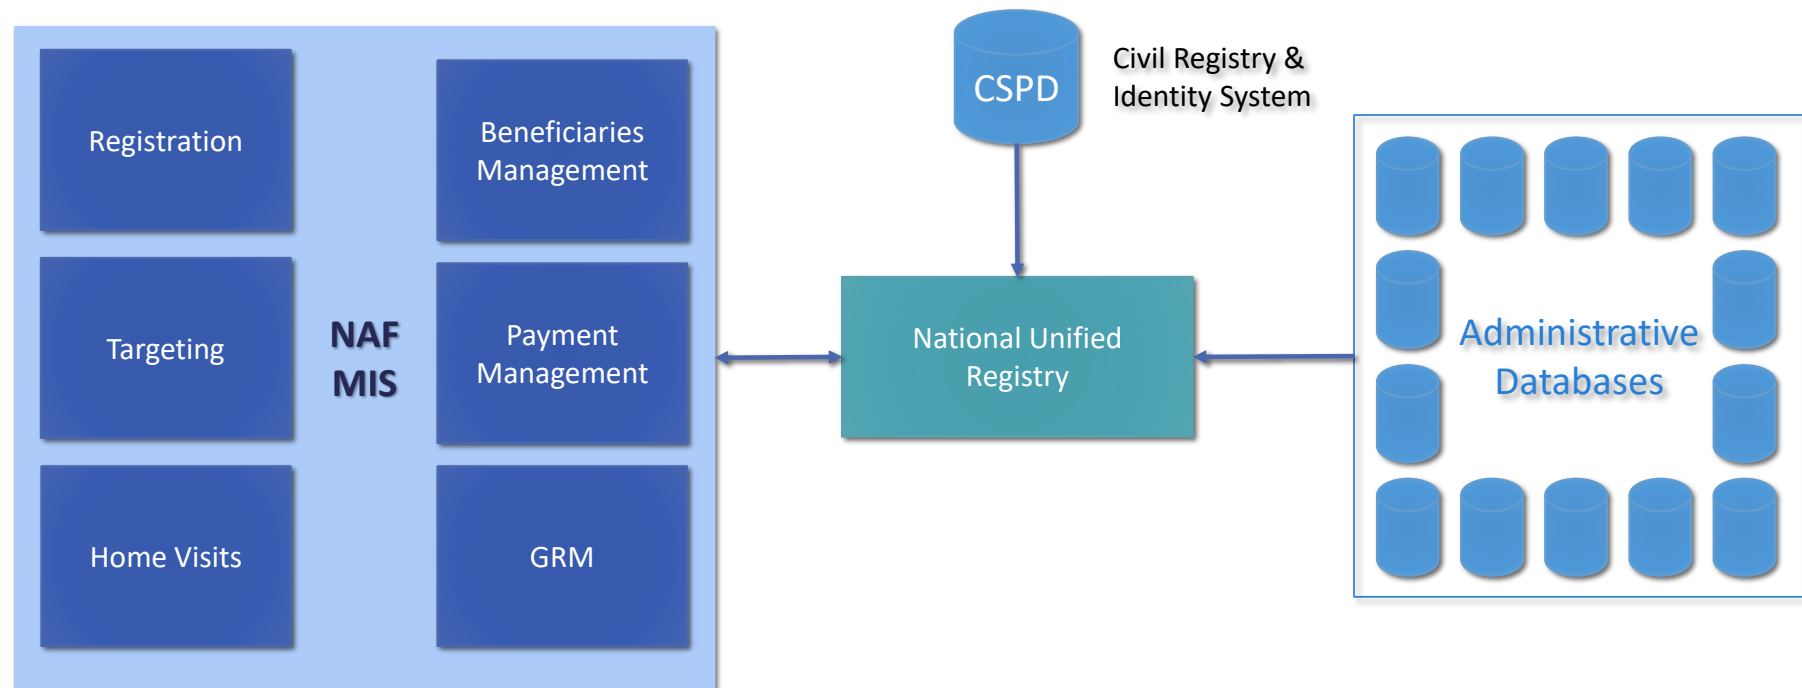 Registration
Beneficiaries
Management
Targeting
NAF
MIS
Payment
Management
Home Visits
GRM
CSPD
Civil Registry &
Identity System
National Unified
Registry
Administrative
Databases